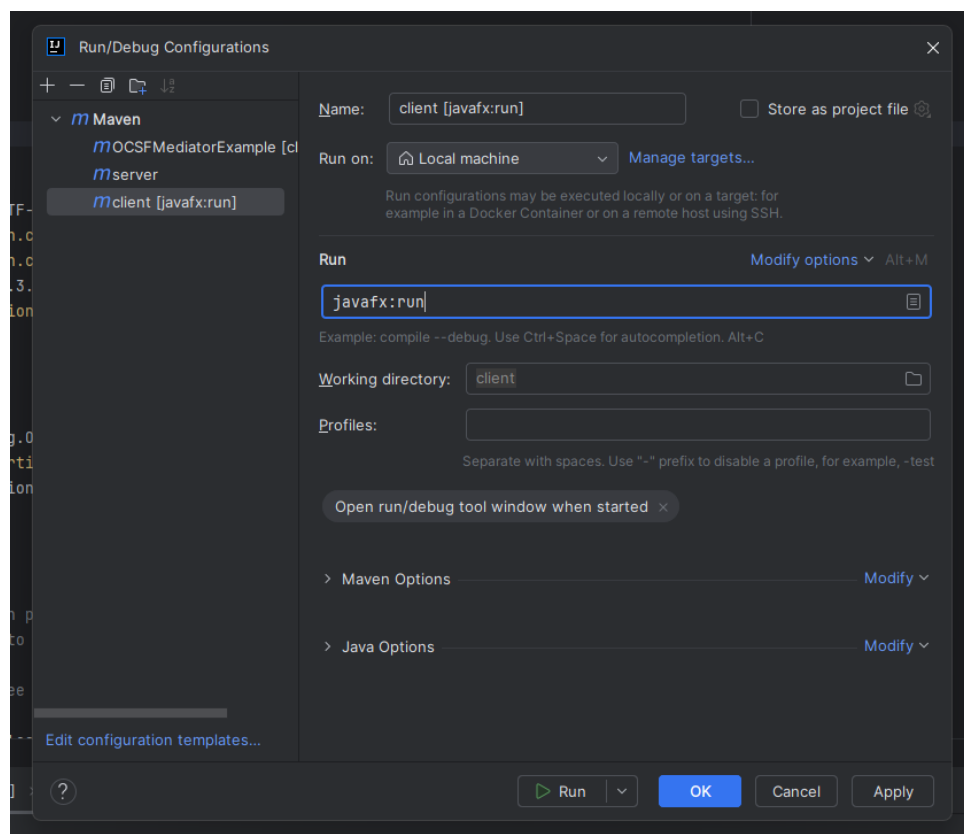 Run/Debug Configurations
Maven
OCSFMediatorExample [cl
server
client [javafx:run]
Name: client [javafx:run] Store as project file
Run on: Local machine Manage targets...
Run configurations may be executed locally or on a target: for
example in a Docker Container or on a remote host using SSH.
Run Modify options Alt+M
javafx:run
Example: compile --debug. Use Ctrl+Space for autocompletion. Alt+C
Working directory: client
Profiles:
Separate with spaces. Use "-" prefix to disable a profile, for example, -test
Open run/debug tool window when started
Maven Options Modify
Java Options Modify
Edit configuration templates...
? Run OK Cancel Apply